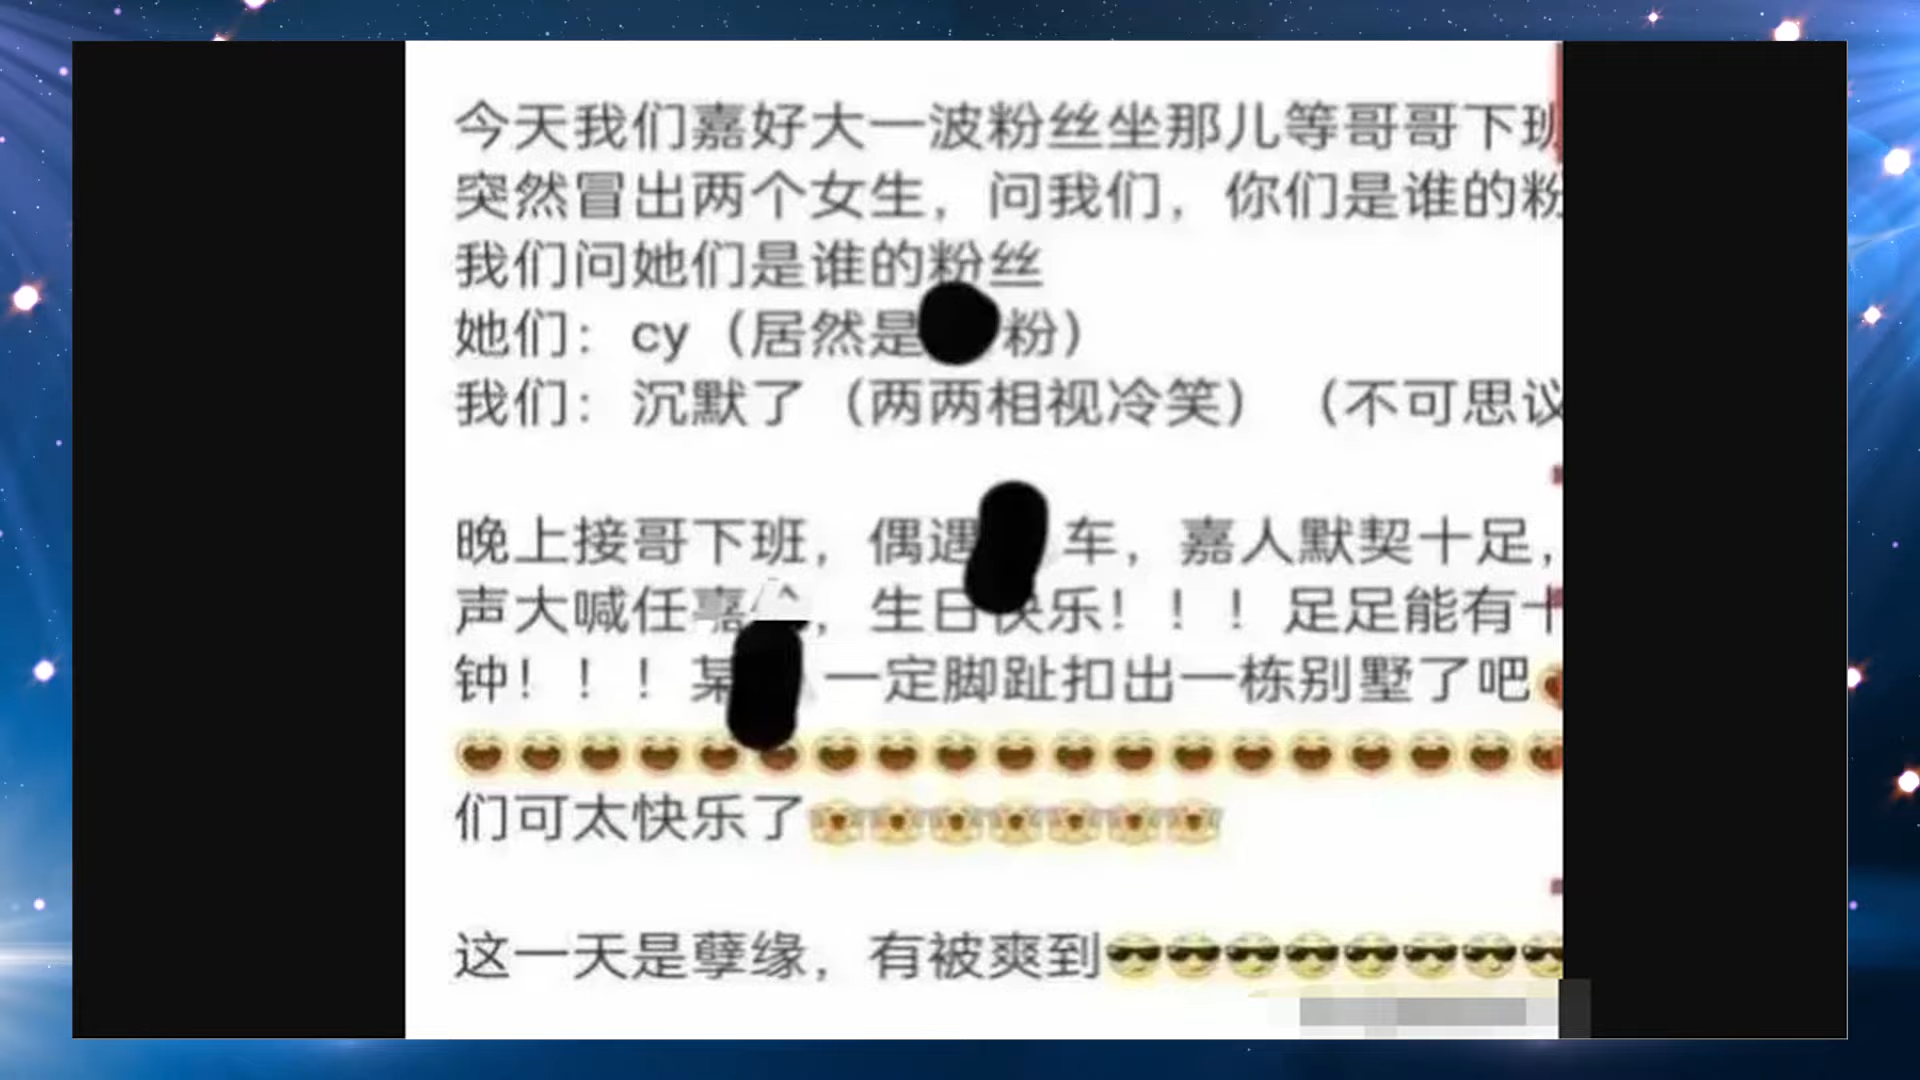 今天我们嘉好大一波粉丝坐那儿等哥哥下班
突然冒出两个女生，问我们，你们是谁的粉
我们问她们是谁的粉丝
她们：cy（居然是 粉）
我们：沉默了（两两相视冷笑）（不可思议
晚上接哥下班，偶遇 车，嘉人默契十足，
声大喊任嘉 ，生日快乐！！！足足能有十
钟！！！某 一定脚趾扣出一栋别墅了吧
们可太快乐了
这一天是孽缘，有被爽到